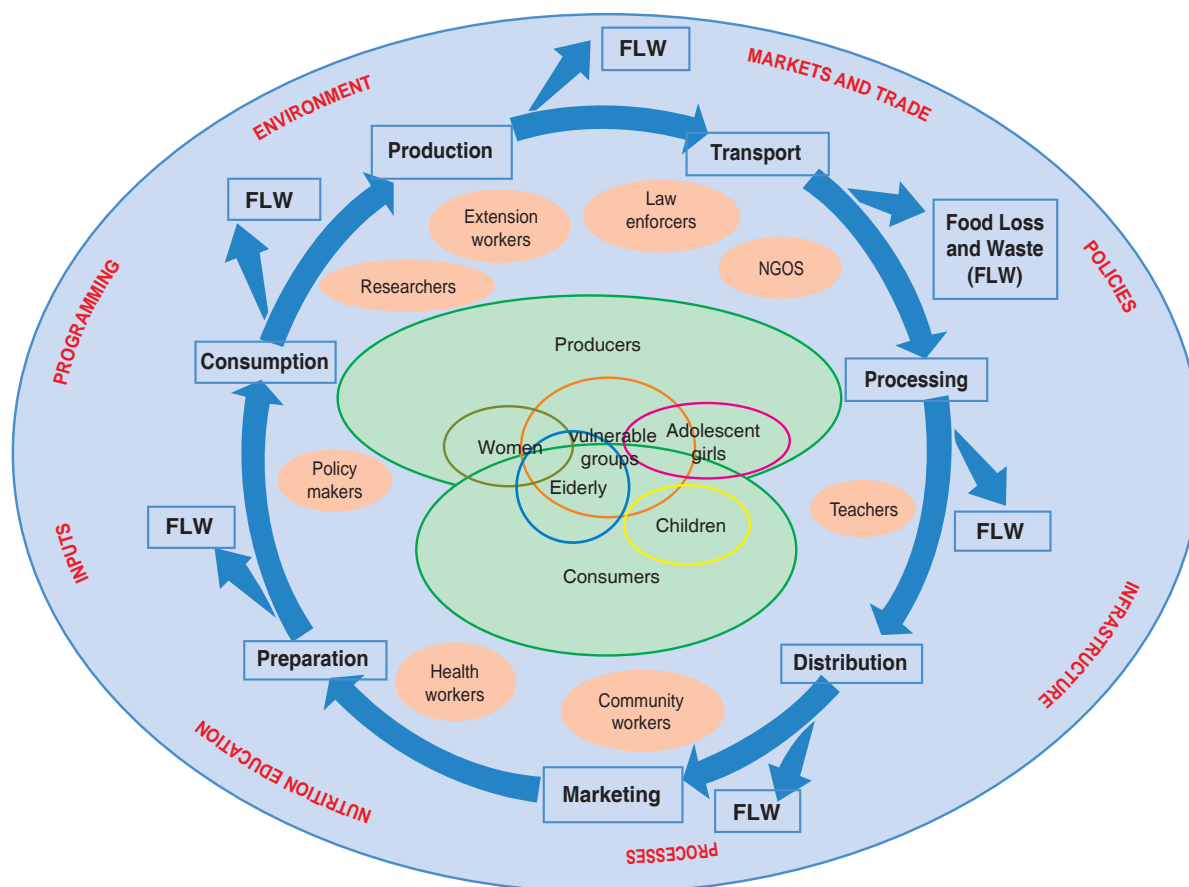 FLW
MARKETS AND TRADE
ENVIRONMENT
Production
Transport
FLW
Extension
workers
Law
enforcers
Food Loss
and Waste
(FLW)
POLICIES
NGOS
Researchers
PROGRAMMING
Consumption
Producers
Processing
Women
vulnerable
groups
Adolescent
girls
Policy
makers
Eiderly
Children
Teachers
FLW
FLW
INPUTS
Consumers
INFRASTRUCTURE
Preparation
Health
workers
Distribution
Community
workers
NUTRITION EDUCATION
Marketing
FLW
PROCESSES